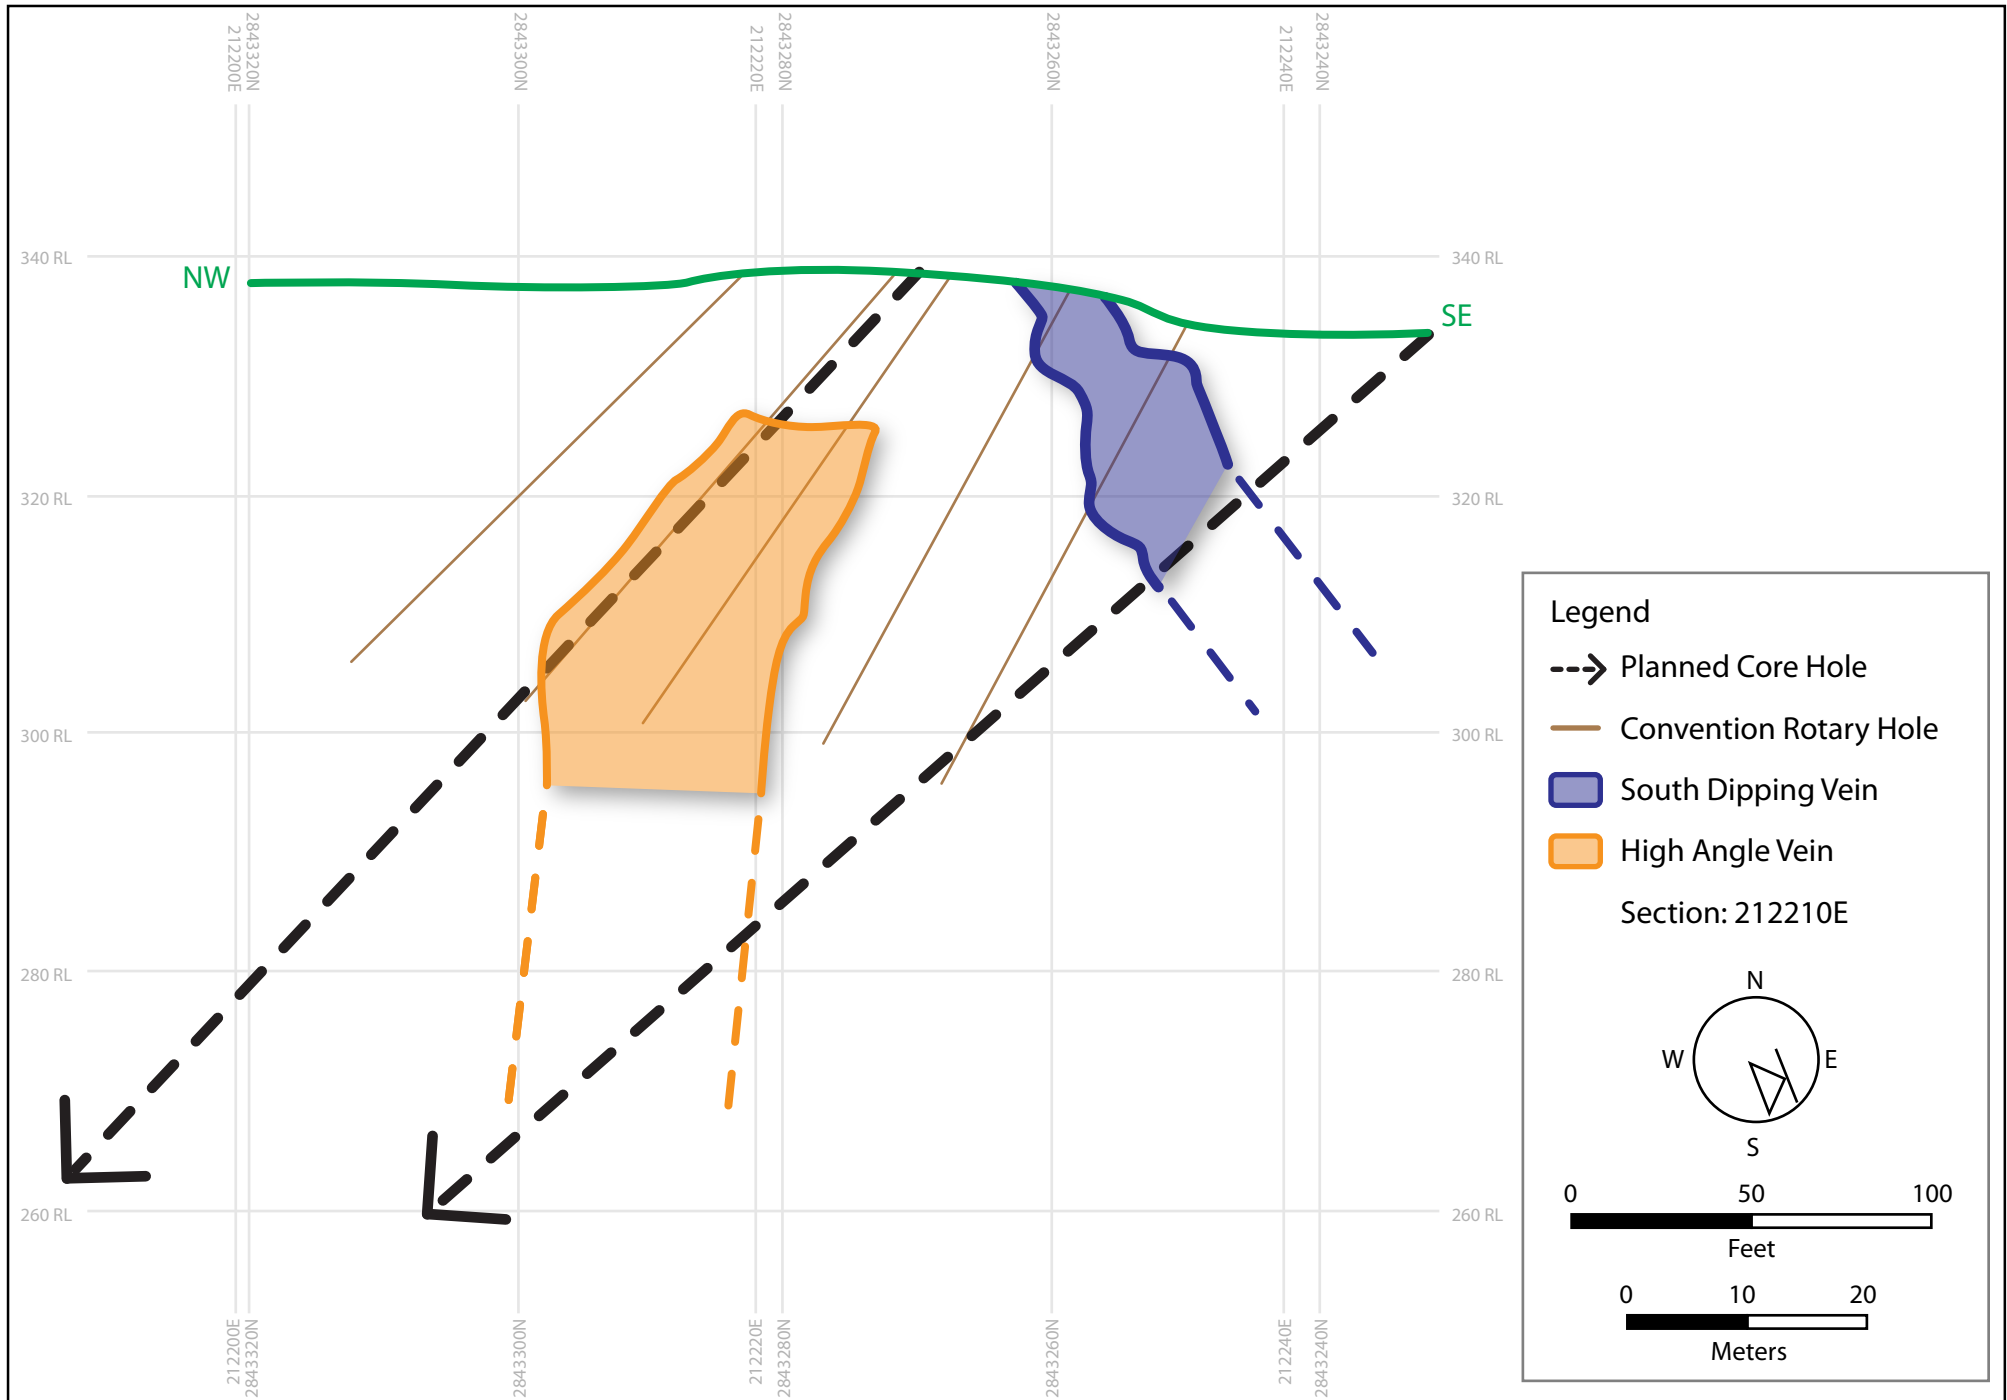 212200E
2843320N
2843300N
212220E
2843280N
2843260N
212240E
2843240N
340 RL
340 RL
NW
SE
320 RL
320 RL
300 RL
300 RL
280 RL
280 RL
260 RL
260 RL
Legend
Planned Core Hole
Convention Rotary Hole
South Dipping Vein
High Angle Vein
Section: 212210E
N
W
E
S
0 50 100
Feet
0 10 20
Meters
212200E
2843320N
2843300N
212220E
2843280N
2843260N
212240E
2843240N